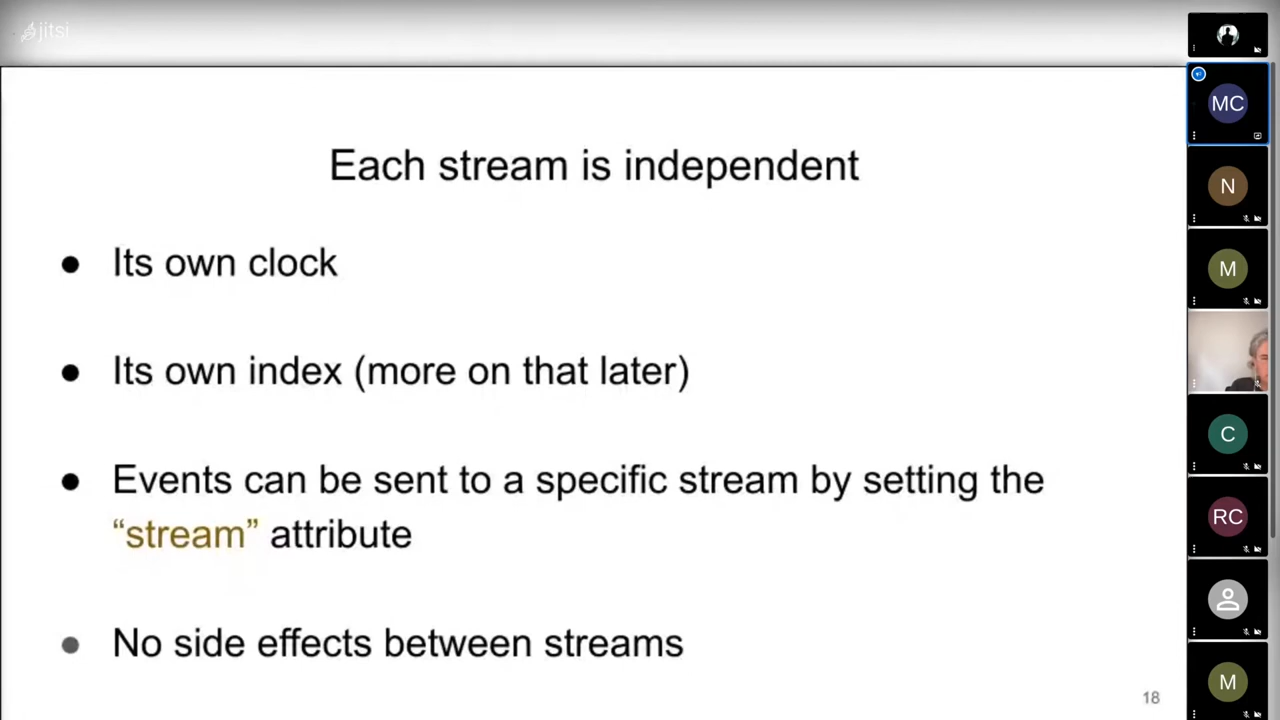 jitsi
Each stream is independent
● Its own clock
● Its own index (more on that later)
● Events can be sent to a specific stream by setting the
“stream” attribute
● No side effects between streams
18
MC
N
M
C
RC
M